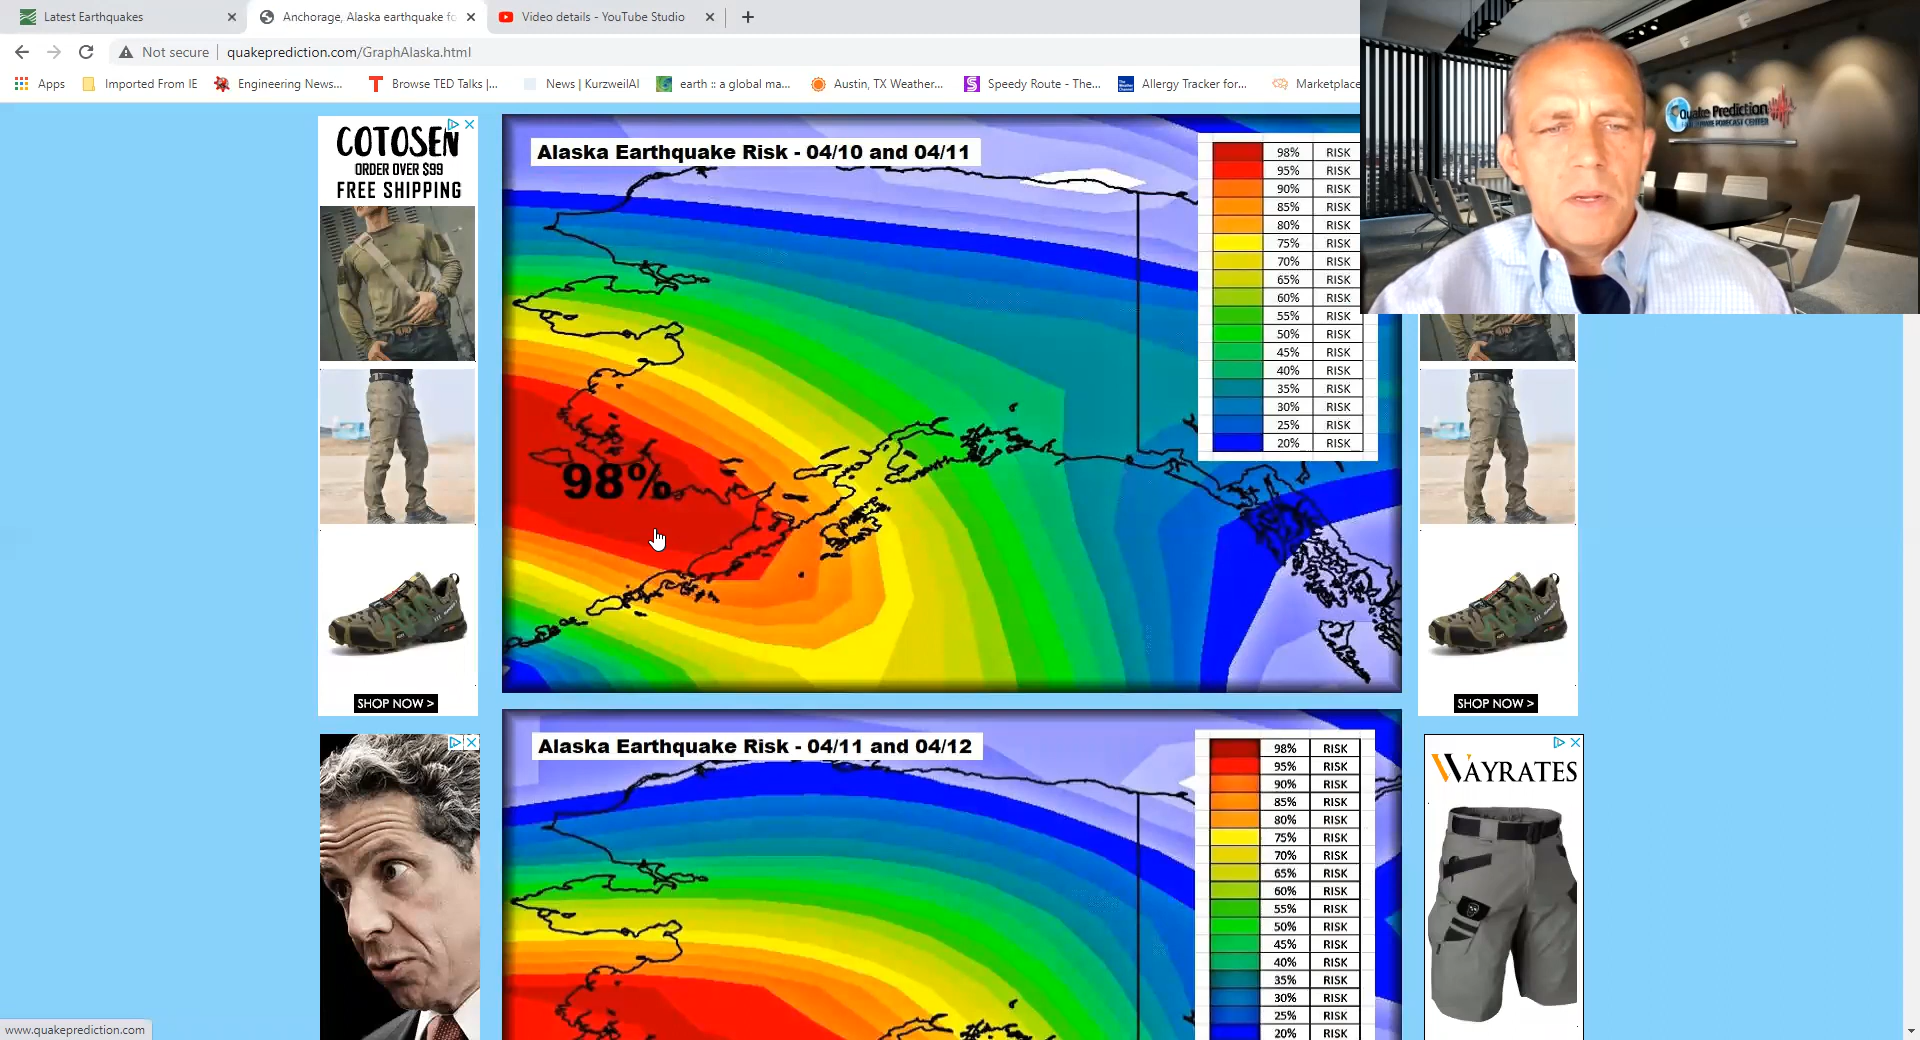 Latest Earthquakes
Anchorage, Alaska earthquake fo
Video details - YouTube Studio
Not secure
quakeprediction.com/GraphAlaska.html
Apps
Imported From IE
Engineering News...
Browse TED Talks |...
News | KurzweilAI
earth :: a global ma...
Austin, TX Weather...
Speedy Route - The...
Allergy Tracker for...
Marketplace
Quake Prediction
COTOSEN
ORDER OVER $99
FREE SHIPPING
SHOP NOW >
Alaska Earthquake Risk - 04/10 and 04/11
98% RISK
95% RISK
90% RISK
85% RISK
80% RISK
75% RISK
70% RISK
65% RISK
60% RISK
55% RISK
50% RISK
45% RISK
40% RISK
35% RISK
30% RISK
25% RISK
20% RISK
98%
SHOP NOW >
Alaska Earthquake Risk - 04/11 and 04/12
98% RISK
95% RISK
90% RISK
85% RISK
80% RISK
75% RISK
70% RISK
65% RISK
60% RISK
55% RISK
50% RISK
45% RISK
40% RISK
35% RISK
30% RISK
25% RISK
20% RISK
WAYRATES
www.quakeprediction.com